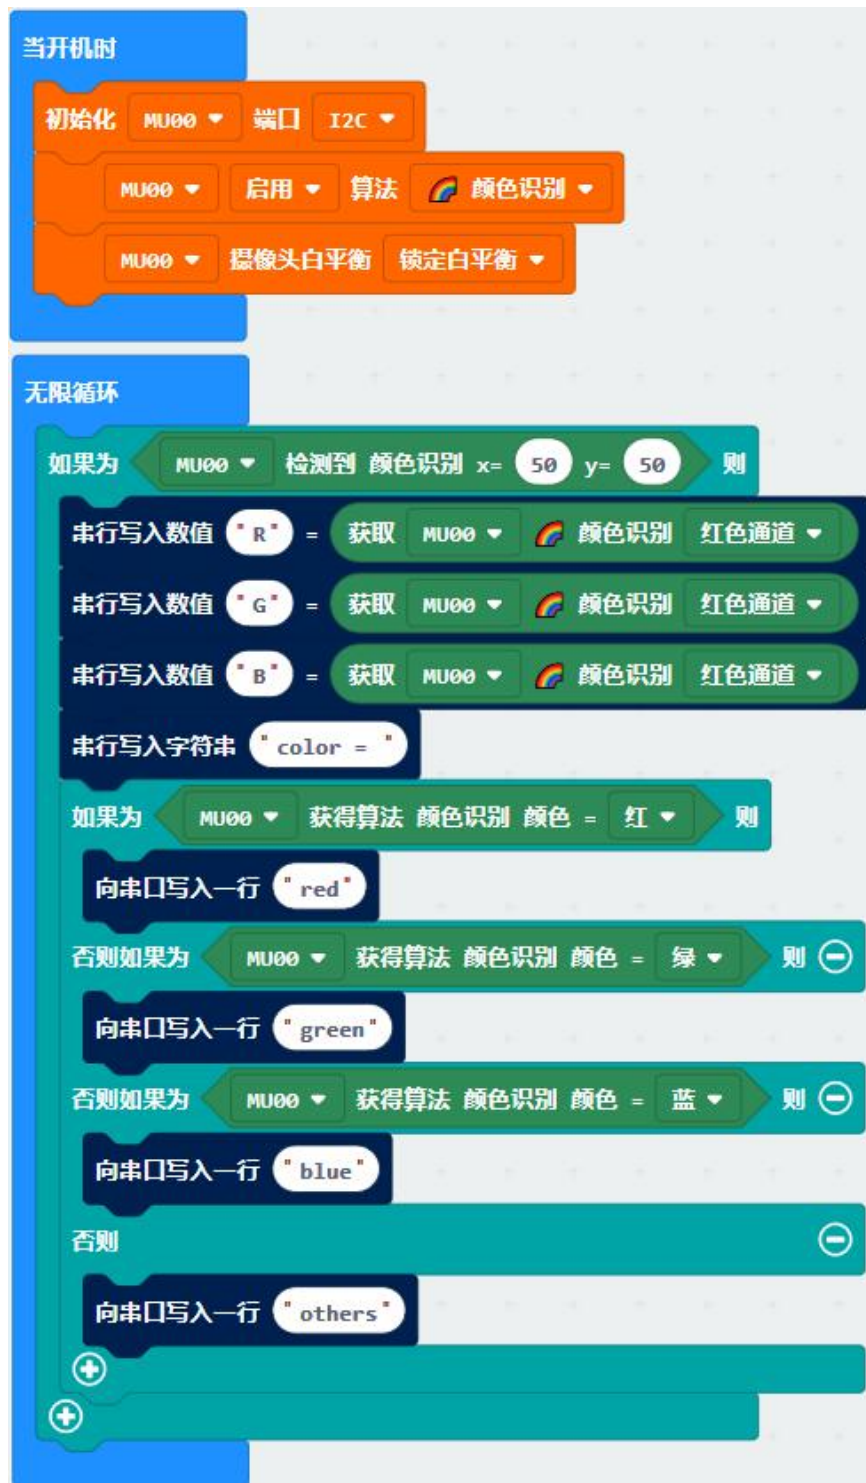 当开机时
初始化 MU00 端口 I2C
MU00 启用 算法 颜色识别
MU00 摄像头白平衡 锁定白平衡
无限循环
如果为 MU00 检测到 颜色识别 x= 50 y= 50 则
串行写入数值 "R" = 获取 MU00 颜色识别 红色通道
串行写入数值 "G" = 获取 MU00 颜色识别 红色通道
串行写入数值 "B" = 获取 MU00 颜色识别 红色通道
串行写入字符串 "color = "
如果为 MU00 获得算法 颜色识别 颜色 = 红 则
向串口写入一行 "red"
否则如果为 MU00 获得算法 颜色识别 颜色 = 绿 则
向串口写入一行 "green"
否则如果为 MU00 获得算法 颜色识别 颜色 = 蓝 则
向串口写入一行 "blue"
否则
向串口写入一行 "others"